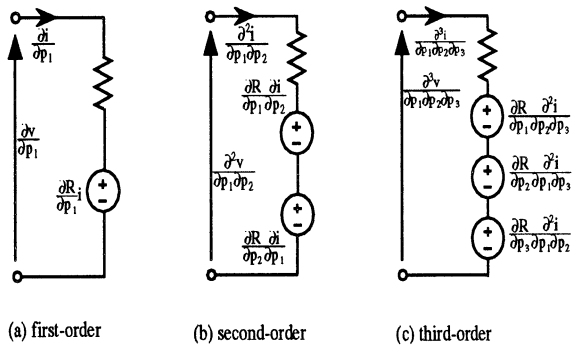 ∂i/∂p₁
∂v/∂p₁
∂R/∂p₁ i
+
−
(a) first-order
∂²i/∂p₁∂p₂
∂R/∂p₁ ∂i/∂p₂
+
−
∂²v/∂p₁∂p₂
+
−
∂R/∂p₂ ∂i/∂p₁
(b) second-order
∂³i/∂p₁∂p₂∂p₃
∂³v/∂p₁∂p₂∂p₃
+
−
∂R/∂p₁ ∂²i/∂p₂∂p₃
+
−
∂R/∂p₂ ∂²i/∂p₁∂p₃
+
−
∂R/∂p₃ ∂²i/∂p₁∂p₂
(c) third-order